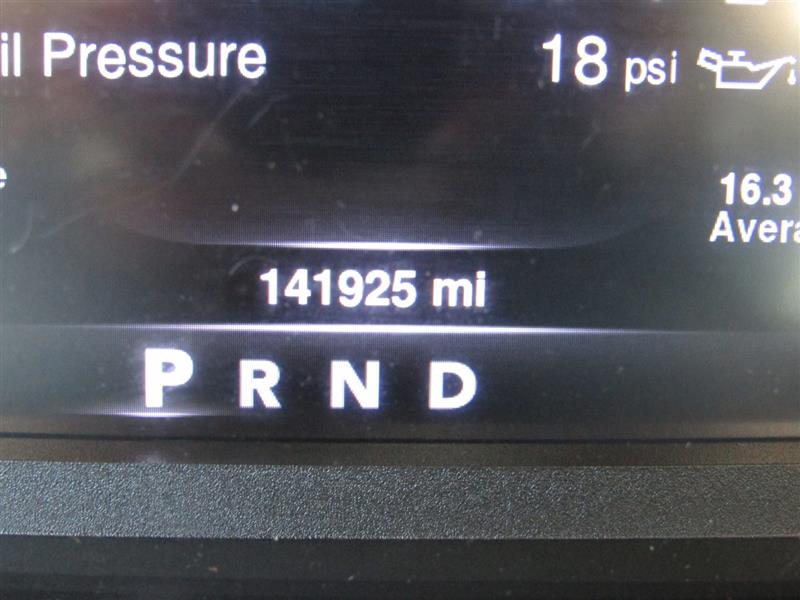 il Pressure 18 psi
16.3
Avera
141925 mi
P R N D